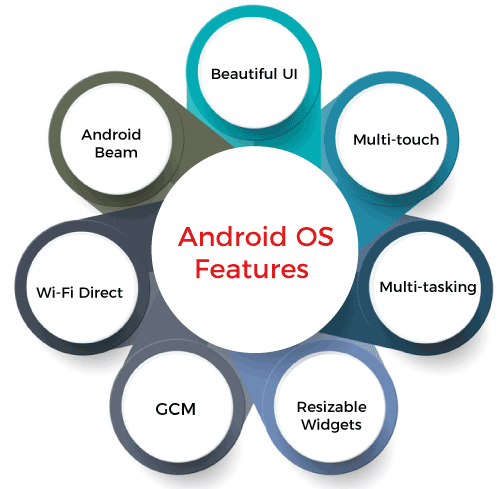 Beautiful UI
Android
Beam
Multi-touch
Android OS
Features
Wi-Fi Direct
Multi-tasking
GCM
Resizable
Widgets